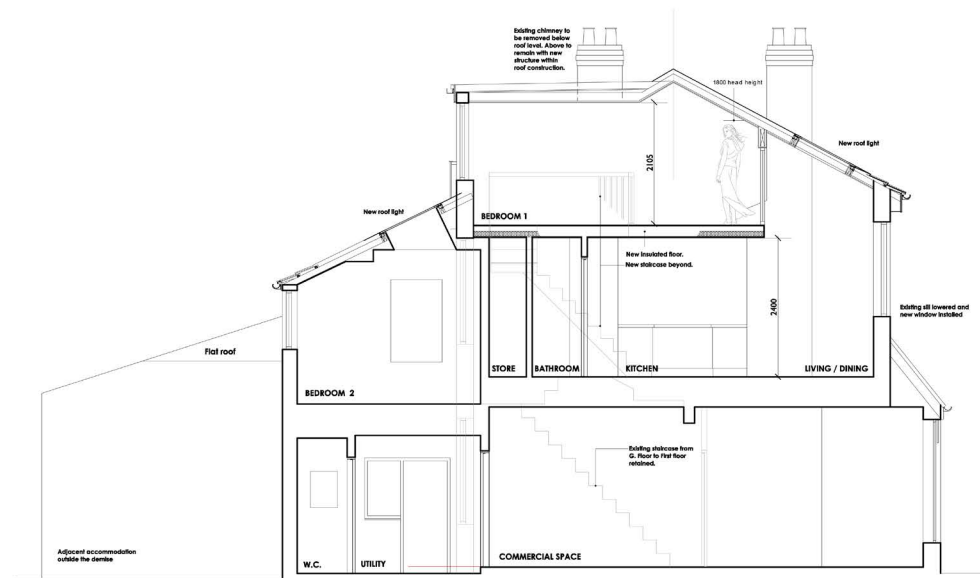 Existing chimney to
be removed below
roof level. Above to
remain with new
structure within
roof construction.
1800 head height
New roof light
2105
New roof light
BEDROOM 1
New insulated floor.
New staircase beyond.
2400
Existing sill lowered and
new window installed
Flat roof
STORE
BATHROOM
KITCHEN
LIVING / DINING
BEDROOM 2
Existing staircase from
G. Floor to First floor
retained.
Adjacent accommodation
outside the demise
W.C.
UTILITY
COMMERCIAL SPACE